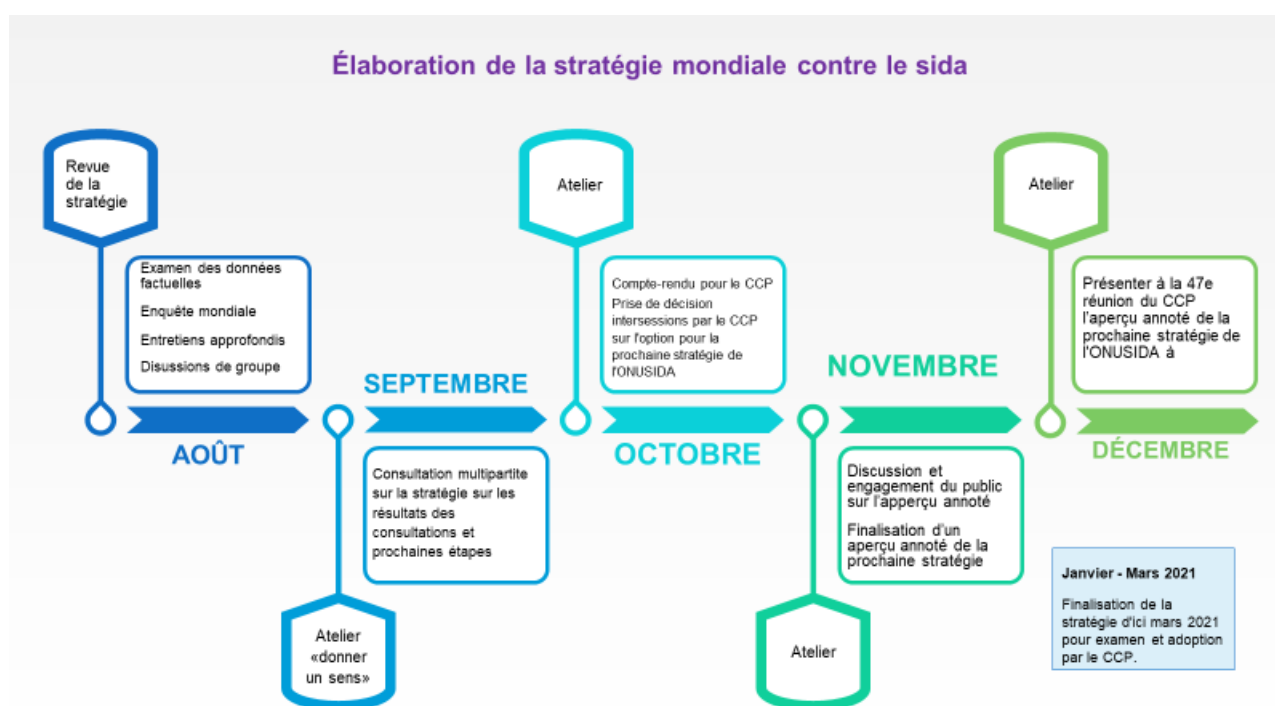 Élaboration de la stratégie mondiale contre le sida
Revue
de la
stratégie
Examen des données
factuelles
Enquête mondiale
Entretiens approfondis
Disussions de groupe
AOÛT
SEPTEMBRE
Consultation multipartite
sur la stratégie sur les
résultats des
consultations et
prochaines étapes
Atelier
«donner
un sens»
Atelier
Compte-rendu pour le CCP
Prise de décision
intersessions par le CCP
sur l'option pour la
prochaine stratégie de
l'ONUSIDA
OCTOBRE
NOVEMBRE
Discussion et
engagement du public
sur l'apperçu annoté
Finalisation d'un
aperçu annoté de la
prochaine stratégie
Atelier
Atelier
Présenter à la 47e
réunion du CCP
l'aperçu annoté de la
prochaine stratégie de
l'ONUSIDA à
DÉCEMBRE
Janvier - Mars 2021
Finalisation de la
stratégie d'ici mars 2021
pour examen et adoption
par le CCP.